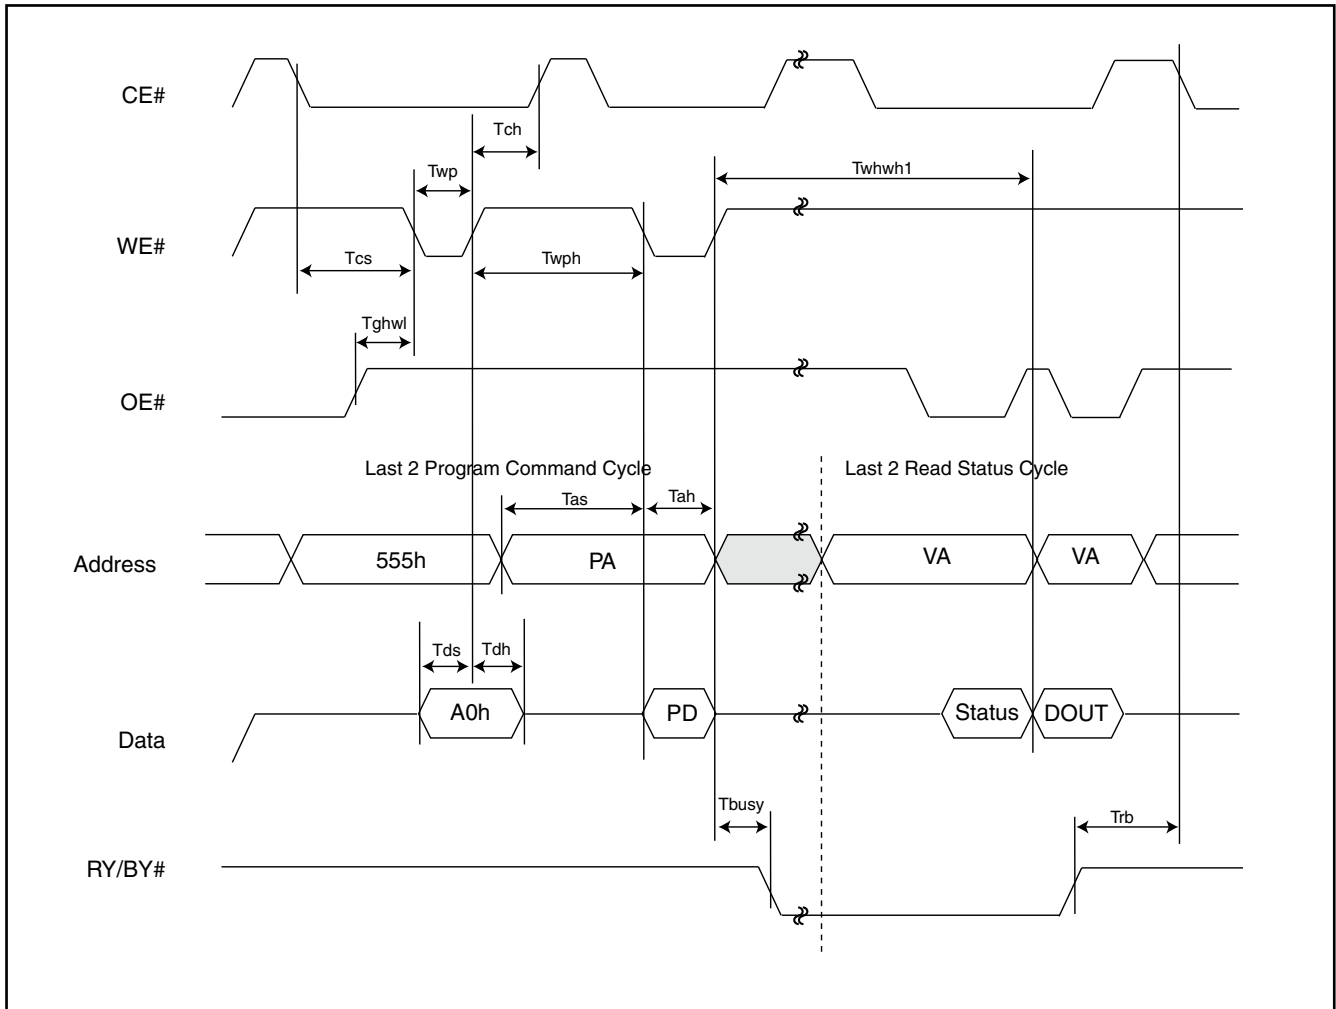 CE#
Tch
Twp
Twhwh1
WE#
Tcs
Twph
Tghwl
OE#
Last 2 Program Command Cycle
Last 2 Read Status Cycle
Tas
Tah
Address
555h
PA
VA
VA
Tds
Tdh
A0h
PD
Status
DOUT
Data
Tbusy
Trb
RY/BY#